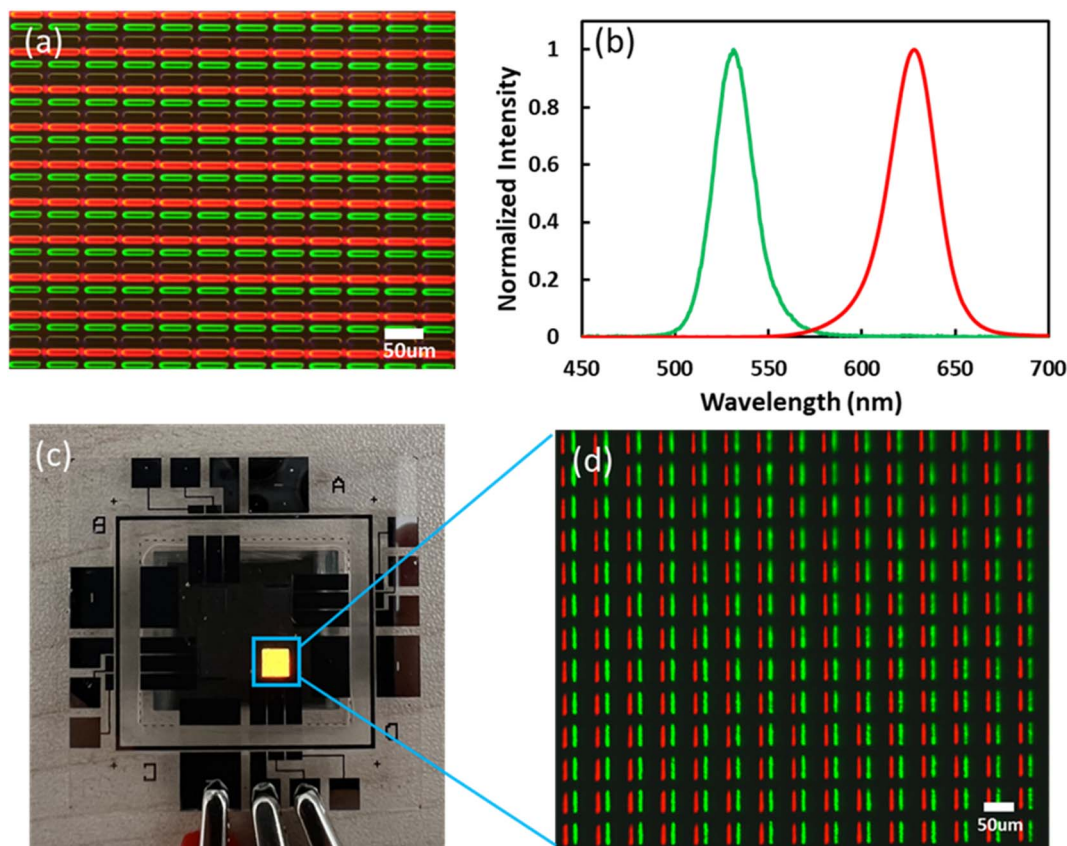 (a)
50um
(b)
Normalized Intensity
1
0.8
0.6
0.4
0.2
0
450 500 550 600 650 700
Wavelength (nm)
(c)
A
B
C
D
(d)
50um